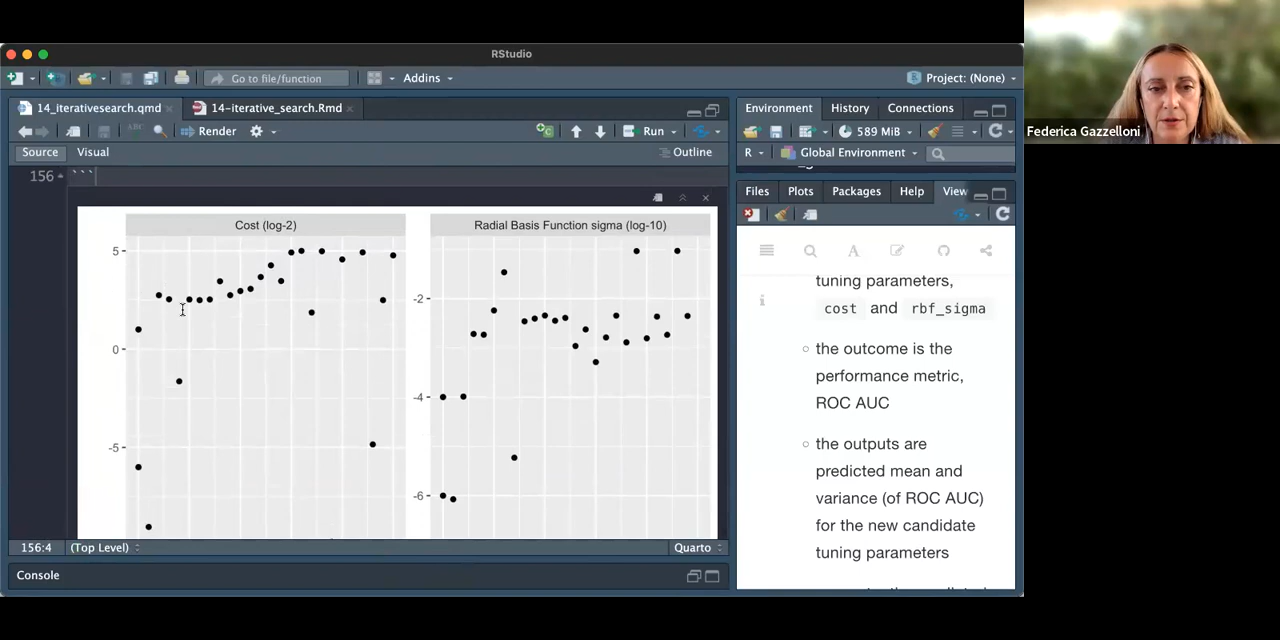 RStudio
Go to file/function
Addins
Project: (None)
14_iterativesearch.qmd
14-iterative_search.Rmd
ABC
Render
Run
Source
Visual
Outline
156
```
Cost (log-2)
Radial Basis Function sigma (log-10)
5
0
-5
-2
-4
-6
156:4
(Top Level)
Quarto
Console
Environment
History
Connections
589 MiB
R
Global Environment
Files
Plots
Packages
Help
View
A
tuning parameters,
cost and rbf_sigma
the outcome is the
performance metric,
ROC AUC
the outputs are
predicted mean and
variance (of ROC AUC)
for the new candidate
tuning parameters
Federica Gazzelloni